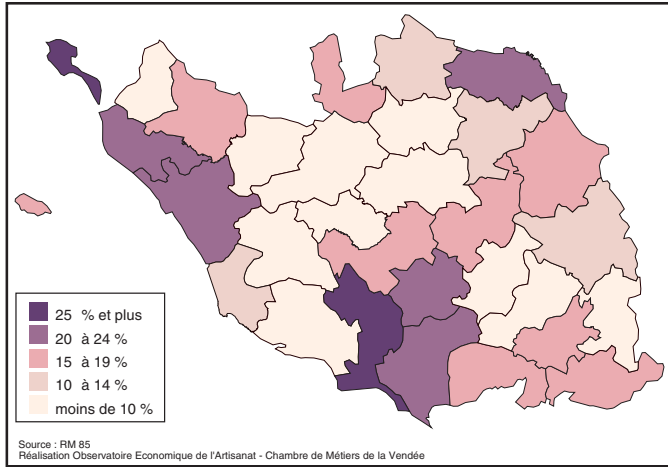 25 % et plus
20 à 24 %
15 à 19 %
10 à 14 %
moins de 10 %
Source : RM 85
Réalisation Observatoire Economique de l'Artisanat - Chambre de Métiers de la Vendée